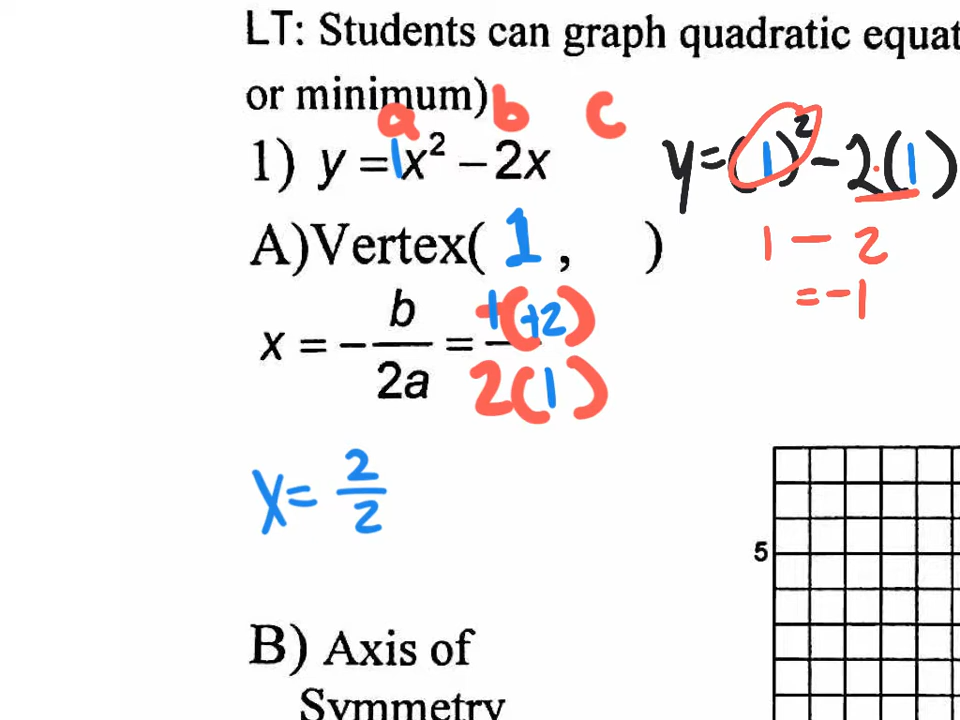 LT: Students can graph quadratic equat
or minimum)
a b c
1) y = 1x² - 2x
y = (1)² - 2(1)
1 - 2
= -1
A) Vertex( 1 , )
x = - b/2a = +(+2)/2(1)
x = 2/2
5
B) Axis of
Symmetry